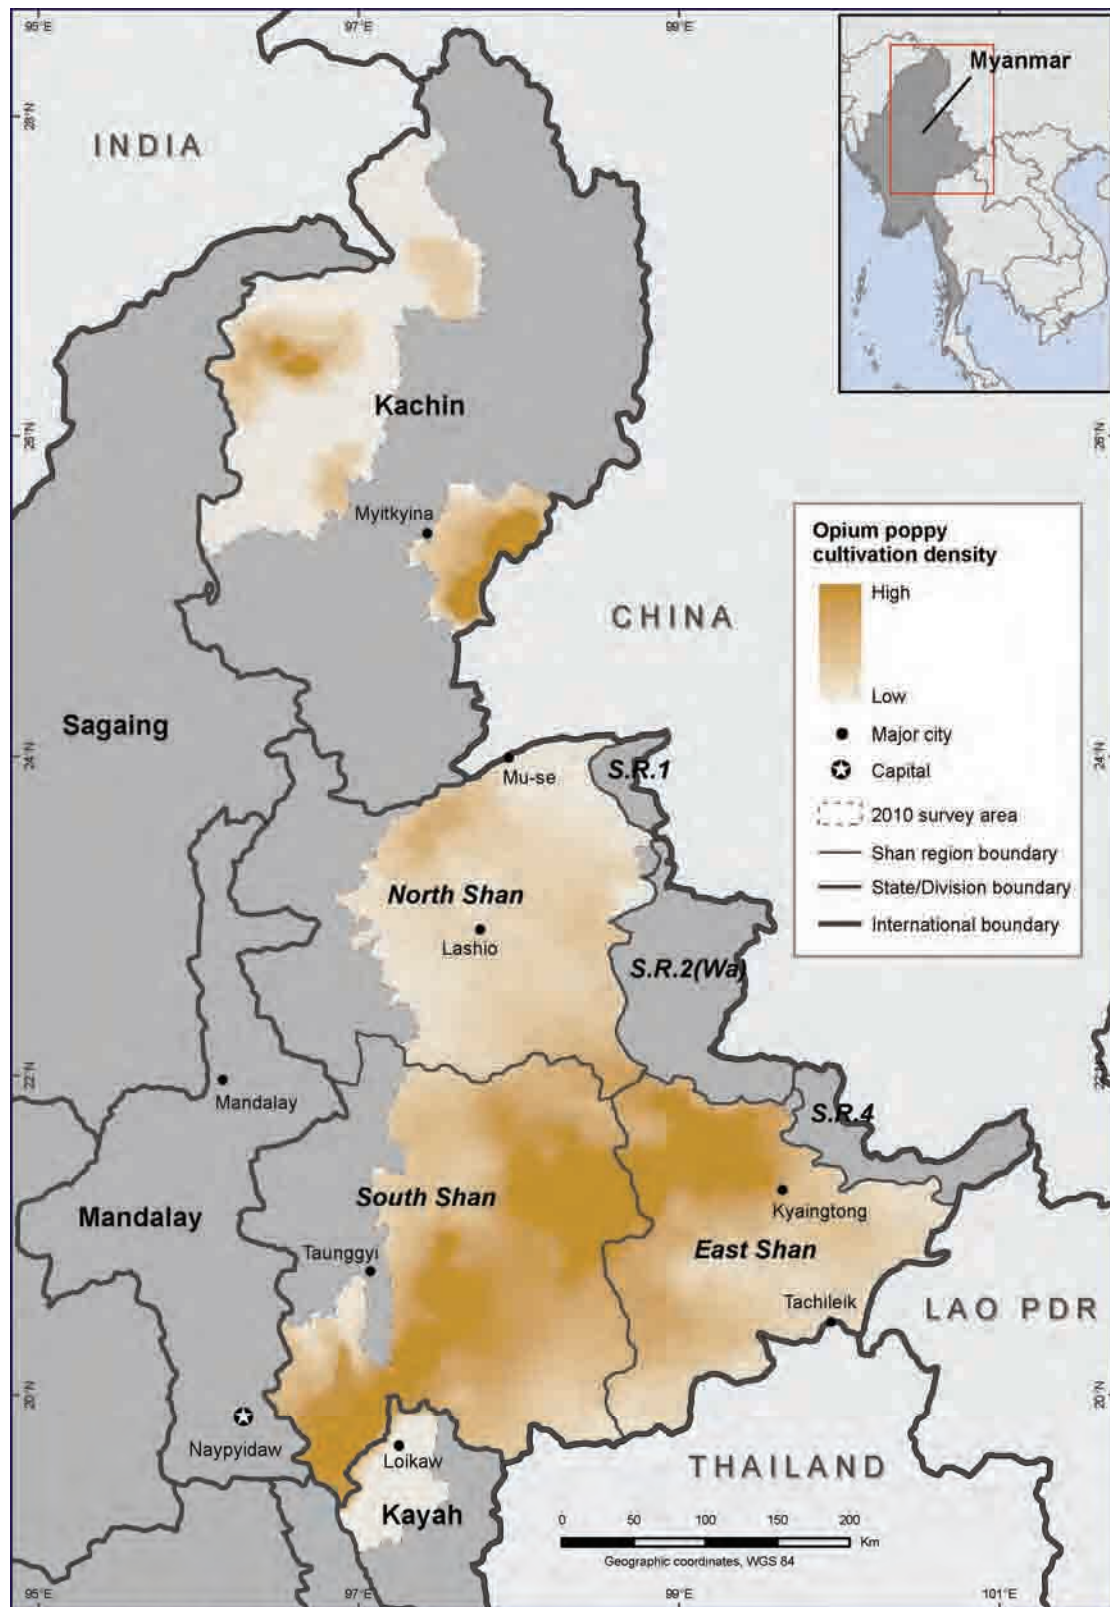 95°E
97°E
99°E
28°N
INDIA
Myanmar
26°N
26°N
Kachin
Myitkyina
Opium poppy
cultivation density
High
Low
Major city
Capital
2010 survey area
Shan region boundary
State/Division boundary
International boundary
CHINA
Sagaing
24°N
24°N
Mu-se
S.R.1
North Shan
Lashio
S.R.2(Wa)
22°N
Mandalay
S.R.4
Mandalay
South Shan
Kyaingtong
East Shan
Taunggyi
Tachileik
LAO PDR
20°N
20°N
Naypyidaw
Loikaw
THAILAND
Kayah
0 50 100 150 200
Km
Geographic coordinates, WGS 84
95°E
97°E
99°E
101°E